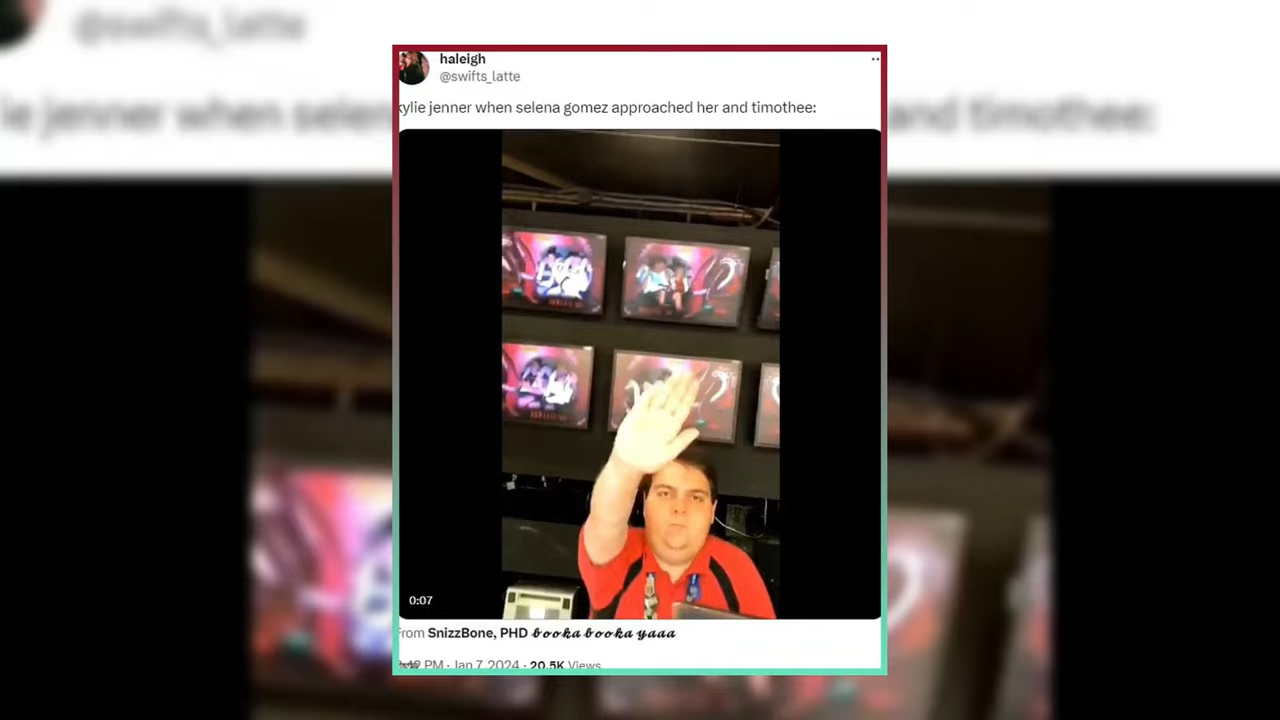 @swifts_latte
haleigh
@swifts_latte
kylie jenner when selena gomez approached her and timothee:
0:07
From SnizzBone, PHD 𝓫𝓸𝓸𝓴𝓪 𝓫𝓸𝓸𝓴𝓪 𝔂𝓪𝓪𝓪
PM · Jan 7, 2024 · 20.5K Views